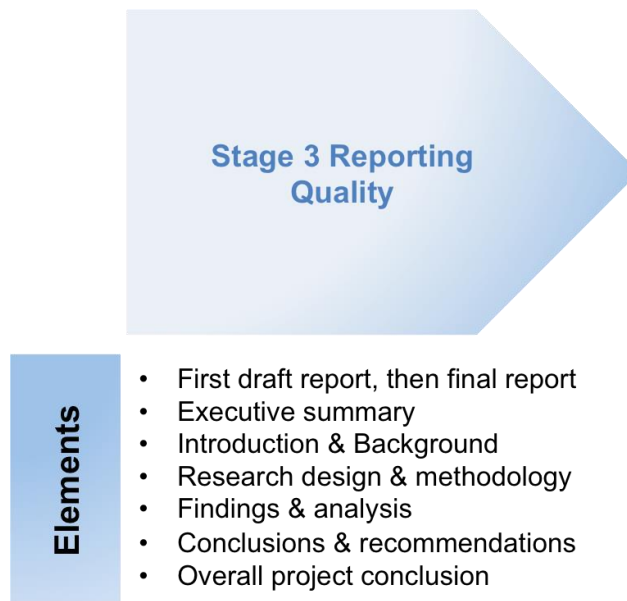 Stage 3 Reporting
Quality
Elements
• First draft report, then final report
• Executive summary
• Introduction & Background
• Research design & methodology
• Findings & analysis
• Conclusions & recommendations
• Overall project conclusion